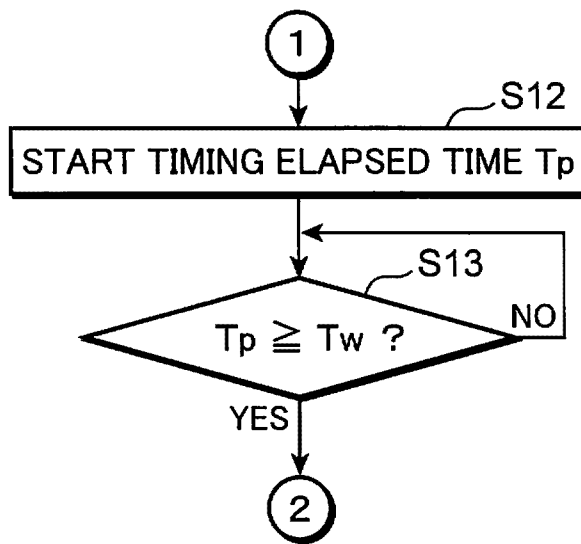 1
S12
START TIMING ELAPSED TIME Tp
S13
Tp ≧ Tw ?
NO
YES
2